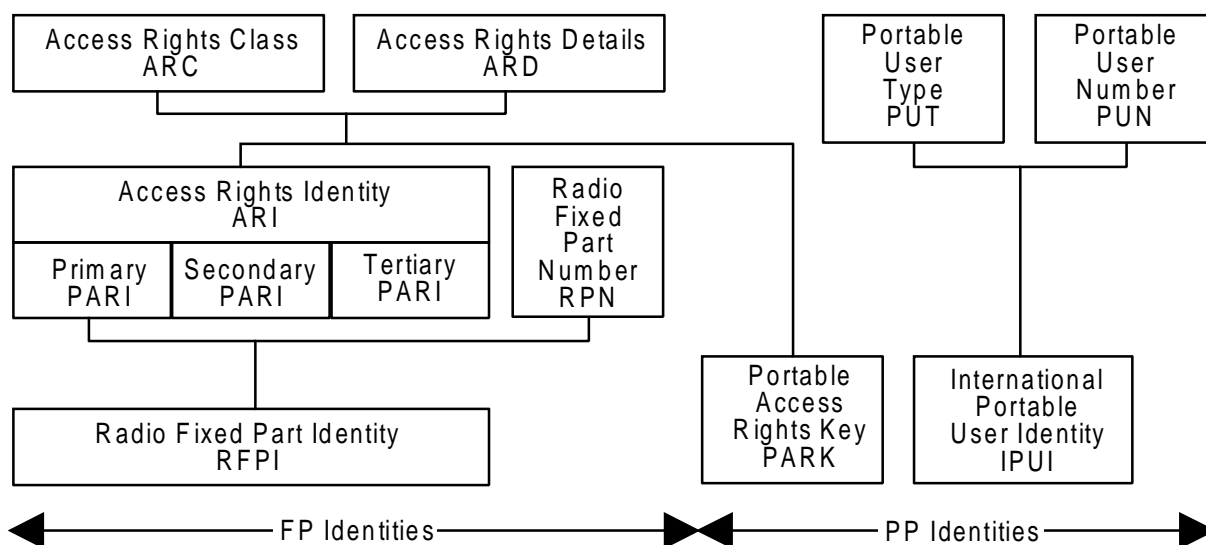 Access Rights Class
ARC
Access Rights Details
ARD
Portable
User
Type
PUT
Portable
User
Number
PUN
Access Rights Identity
ARI
Primary
PARI
Secondary
PARI
Tertiary
PARI
Radio
Fixed
Part
Number
RPN
Portable
Access
Rights Key
PARK
International
Portable
User Identity
IPUI
Radio Fixed Part Identity
RFPI
FP Identities
PP Identities